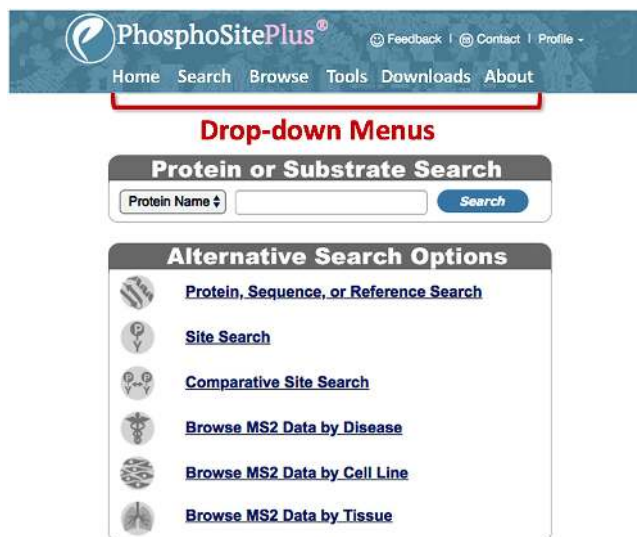 PhosphoSitePlus®
Feedback | Contact | Profile
Home Search Browse Tools Downloads About
Drop-down Menus
Protein or Substrate Search
Protein Name Search
Alternative Search Options
Protein, Sequence, or Reference Search
P
Y
Site Search
P P
Y Y
Comparative Site Search
Browse MS2 Data by Disease
Browse MS2 Data by Cell Line
Browse MS2 Data by Tissue